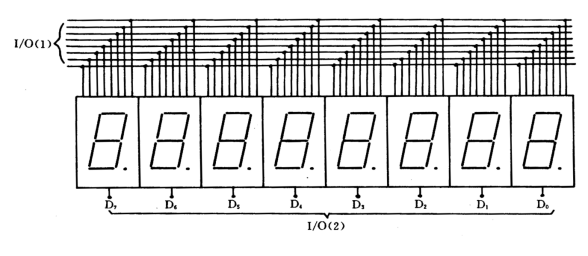 I/O(1)
D₇ D₆ D₅ D₄ D₃ D₂ D₁ D₀
I/O(2)